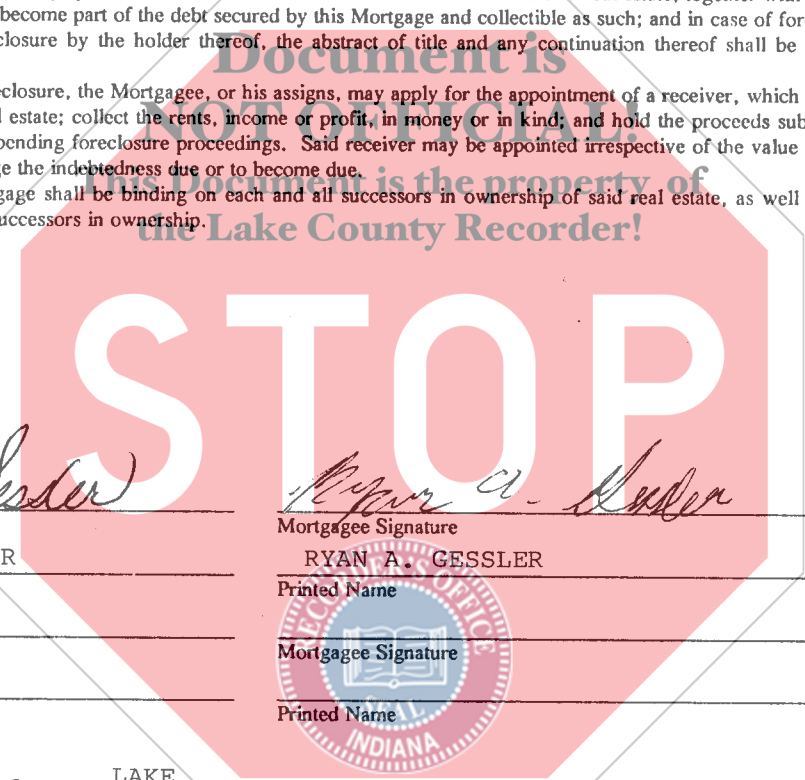 become part of the debt secured by this Mortgage and collectible as such; and in case of for
closure by the holder thereof, the abstract of title and any continuation thereof shall be
Document is
closure, the Mortgagee, or his assigns, may apply for the appointment of a receiver, which
NOT OFFICIAL!
estate; collect the rents, income or profit, in money or in kind; and hold the proceeds sub
pending foreclosure proceedings. Said receiver may be appointed irrespective of the value
e the indebtedness due or to become due.
This Document is the property of
gage shall be binding on each and all successors in ownership of said real estate, as well
uccessors in ownership.
the Lake County Recorder!
STOP
Ryan A. Gessler
Mortgagee Signature
R
RYAN A. GESSLER
Printed Name
RECORDER'S OFFICE
Mortgagee Signature
SEAL
Printed Name
INDIANA
LAKE